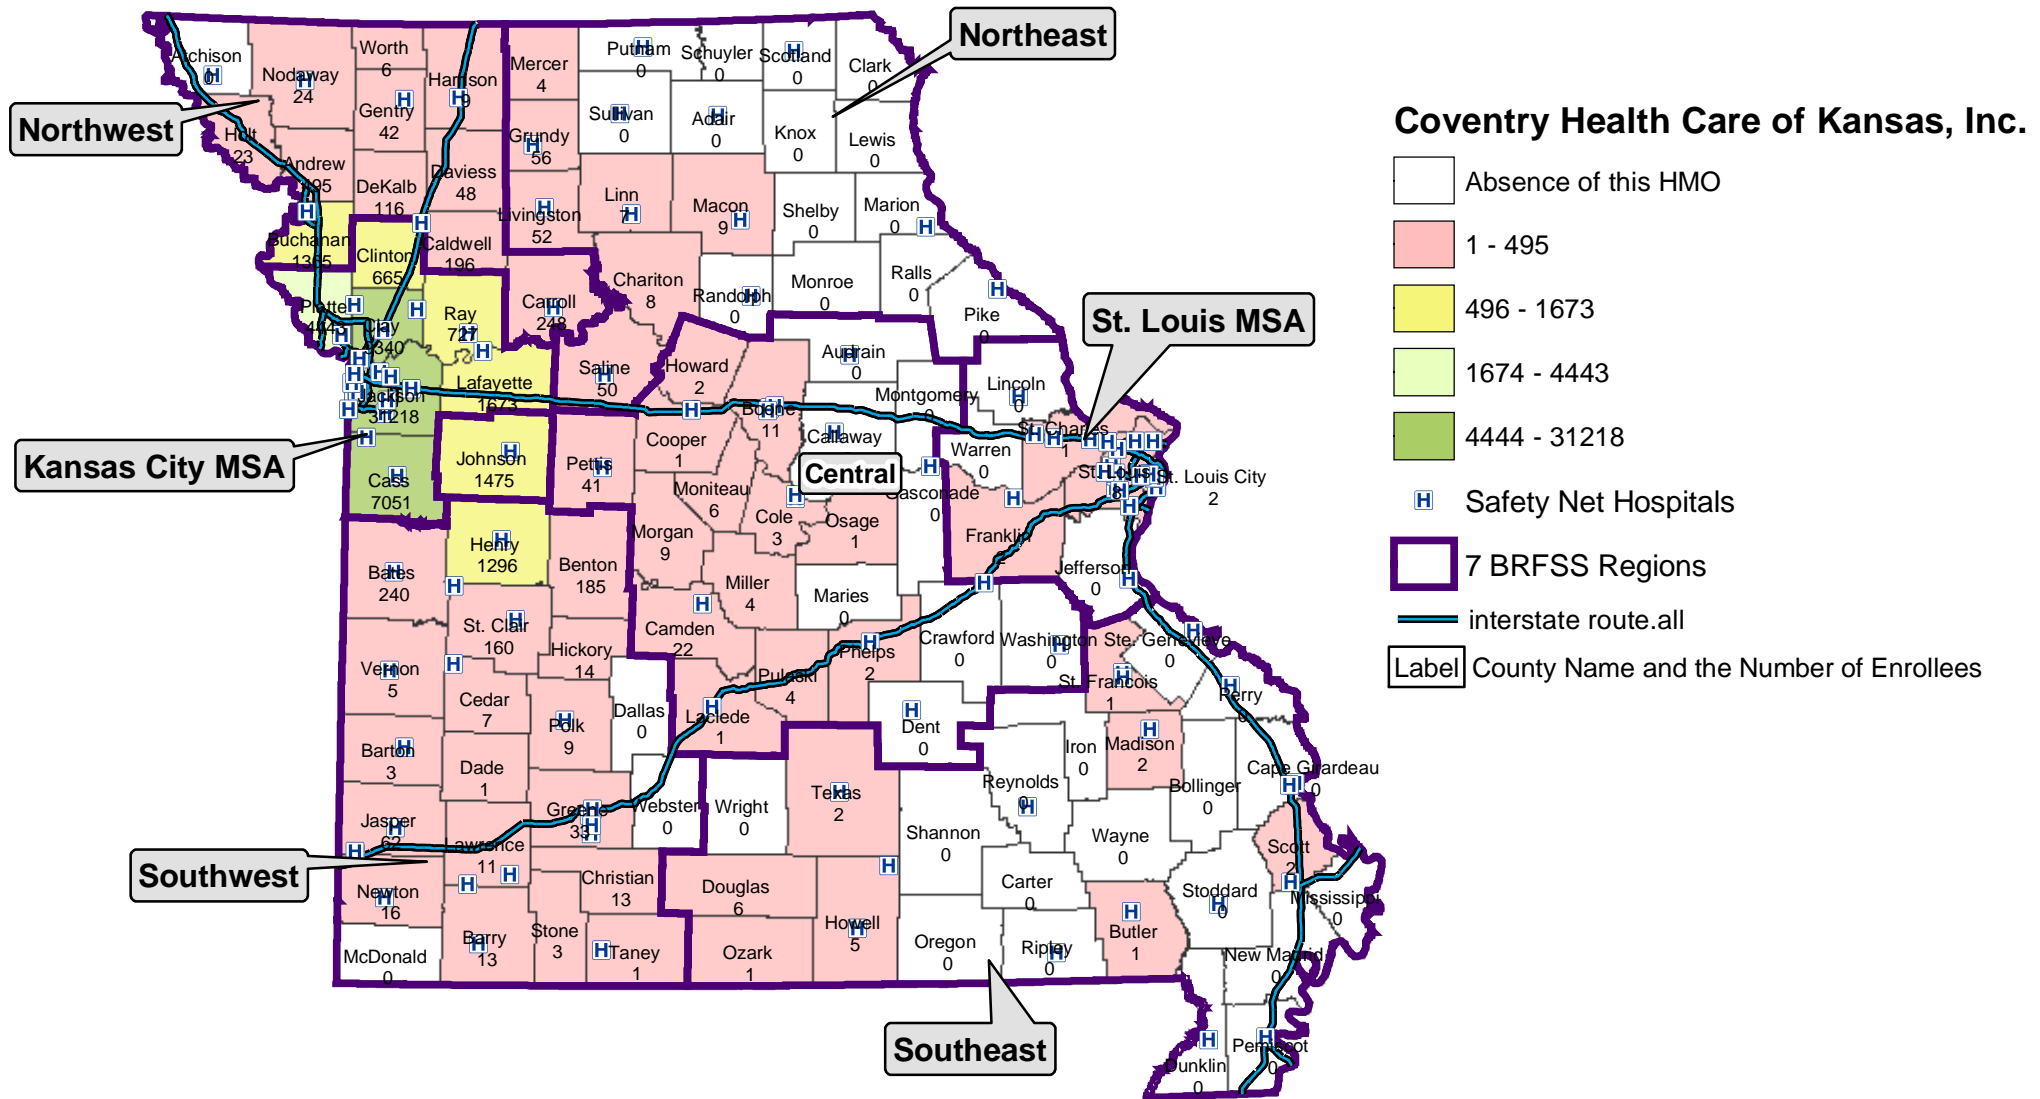 Coventry Health Care of Kansas, Inc.
Absence of this HMO
1 - 495
496 - 1673
1674 - 4443
4444 - 31218
H Safety Net Hospitals
7 BRFSS Regions
interstate route.all
Label County Name and the Number of Enrollees
Northwest
Northeast
Kansas City MSA
St. Louis MSA
Central
Southwest
Southeast
Atchison
0
Nodaway
24
Worth
6
Harrison
9
Mercer
4
Putnam
0
Schuyler
0
Scotland
0
Clark
0
Gentry
42
Holt
23
Andrew
495
DeKalb
116
Daviess
48
Grundy
56
Sullivan
0
Adair
0
Knox
0
Lewis
0
Livingston
52
Linn
7
Macon
9
Shelby
0
Marion
0
Buchanan
1365
Clinton
665
Caldwell
196
Carroll
248
Chariton
8
Randolph
0
Monroe
0
Ralls
0
Pike
0
Platte
4443
Clay
Ray
727
Jackson
31218
Lafayette
1673
Saline
50
Howard
2
Boone
11
Audrain
0
Callaway
Montgomery
0
Lincoln
0
Warren
0
St. Charles
1
St. Louis
8
St. Louis City
2
Cass
7051
Johnson
1475
Pettis
41
Cooper
1
Moniteau
6
Cole
3
Osage
1
Gasconade
0
Franklin
2
Jefferson
0
Bates
240
Henry
1296
Benton
185
Morgan
9
Miller
4
Maries
0
Camden
22
Vernon
5
St. Clair
160
Hickory
14
Cedar
7
Polk
9
Dallas
0
Laclede
1
Pulaski
4
Phelps
2
Crawford
0
Washington
0
Ste. Genevieve
0
St. Francois
1
Perry
0
Dent
0
Iron
0
Madison
2
Reynolds
0
Bollinger
0
Cape Girardeau
0
Barton
3
Dade
1
Greene
33
Webster
0
Wright
0
Texas
2
Shannon
0
Wayne
0
Scott
2
Jasper
62
Lawrence
11
Christian
13
Douglas
6
Howell
5
Carter
0
Stoddard
0
Mississippi
0
Newton
16
McDonald
0
Barry
13
Stone
3
Taney
1
Ozark
1
Oregon
0
Ripley
0
Butler
1
New Madrid
0
Dunklin
0
Pemiscot
0